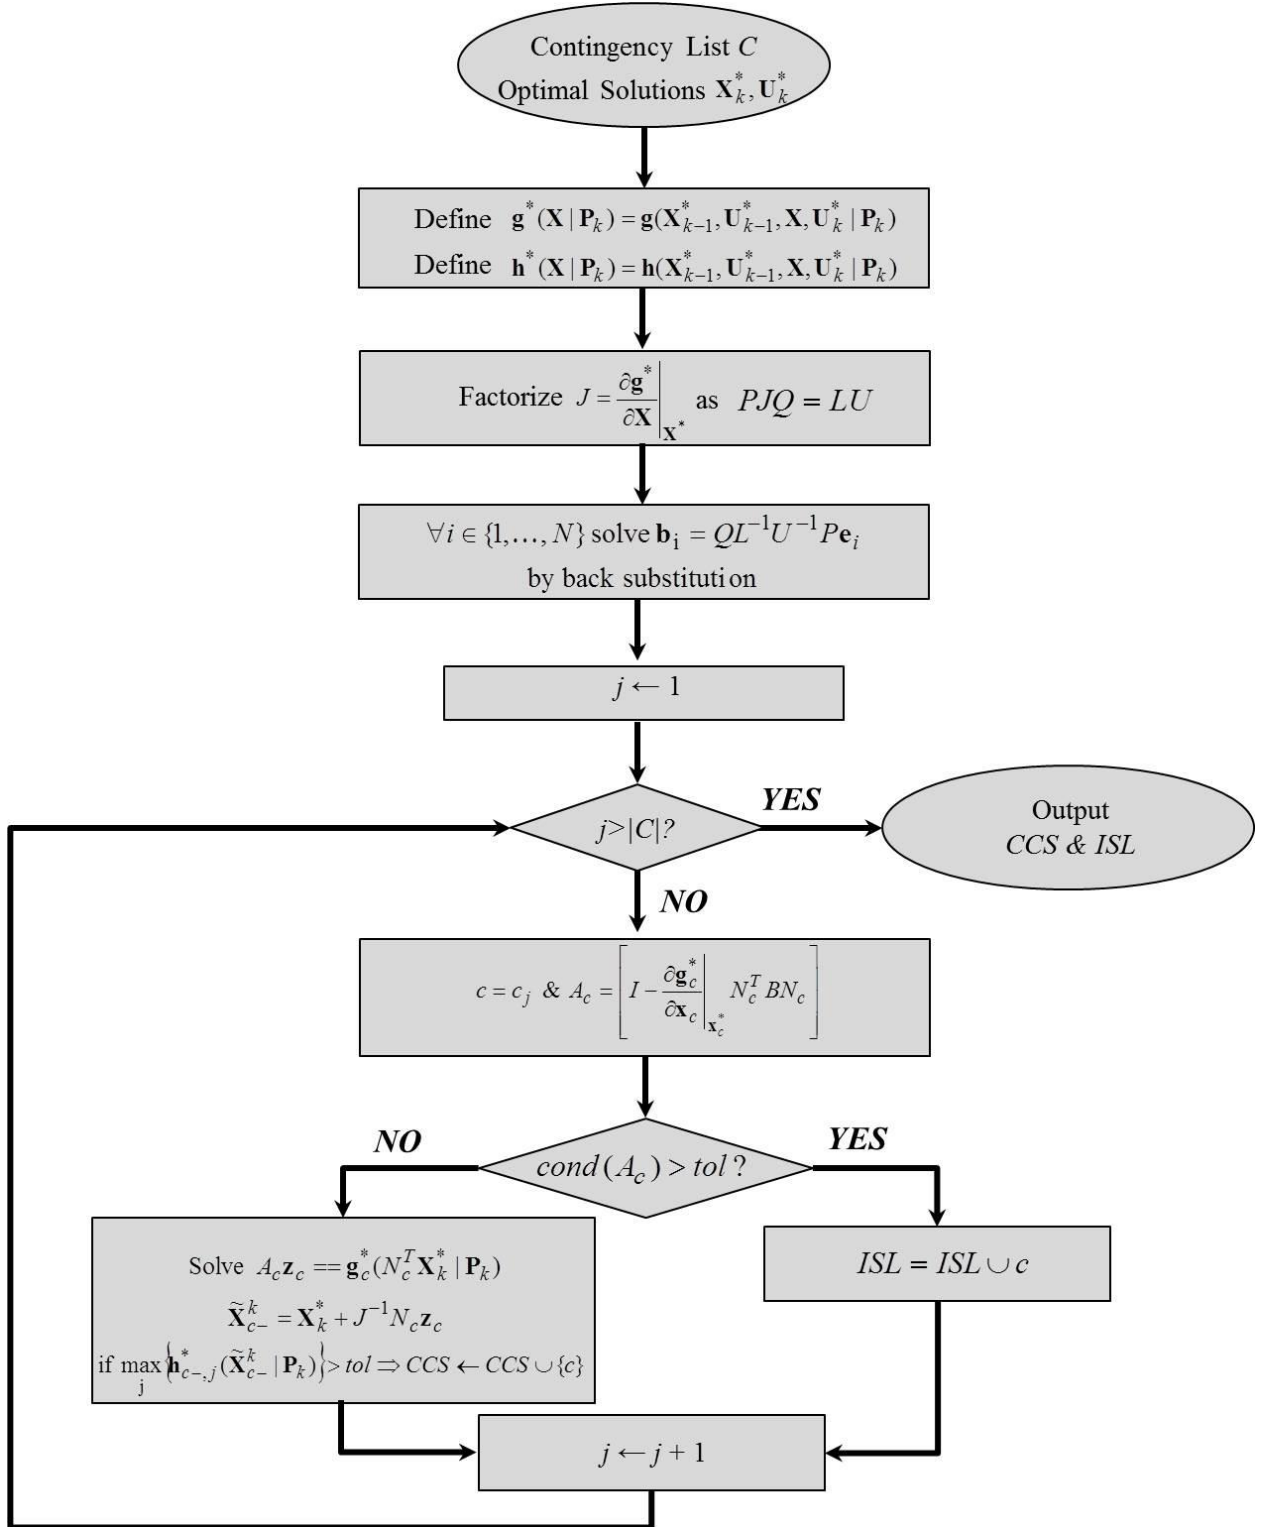 Contingency List C
Optimal Solutions X*_k, U*_k
Define g*(X | P_k) = g(X*_{k−1}, U*_{k−1}, X, U*_k | P_k)
Define h*(X | P_k) = h(X*_{k−1}, U*_{k−1}, X, U*_k | P_k)
Factorize J = ∂g*/∂X |_{X*} as PJQ = LU
∀i ∈ {1,…, N} solve b_i = QL^{−1}U^{−1}Pe_i
by back substitution
j ← 1
j>|C|?
YES
Output
CCS & ISL
NO
c = c_j & A_c = [ I − ∂g*_c/∂x_c |_{x*_c} N_c^T BN_c ]
cond(A_c) > tol ?
NO
YES
Solve A_c z_c == g*_c(N_c^T X*_k | P_k)
X̃^k_{c−} = X*_k + J^{−1}N_c z_c
if max_j {h*_{c−,j}(X̃^k_{c−} | P_k)} > tol ⇒ CCS ← CCS ∪ {c}
ISL = ISL ∪ c
j ← j + 1